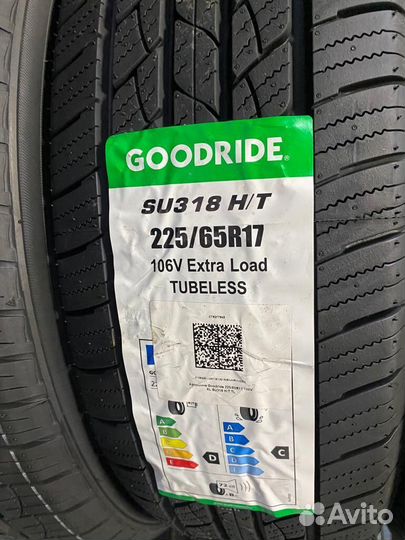 GOODRIDE
SU318 H/T
225/65R17
106V Extra Load
TUBELESS
A
B
C
D
E
D
A
B
C
D
E
C
Avito